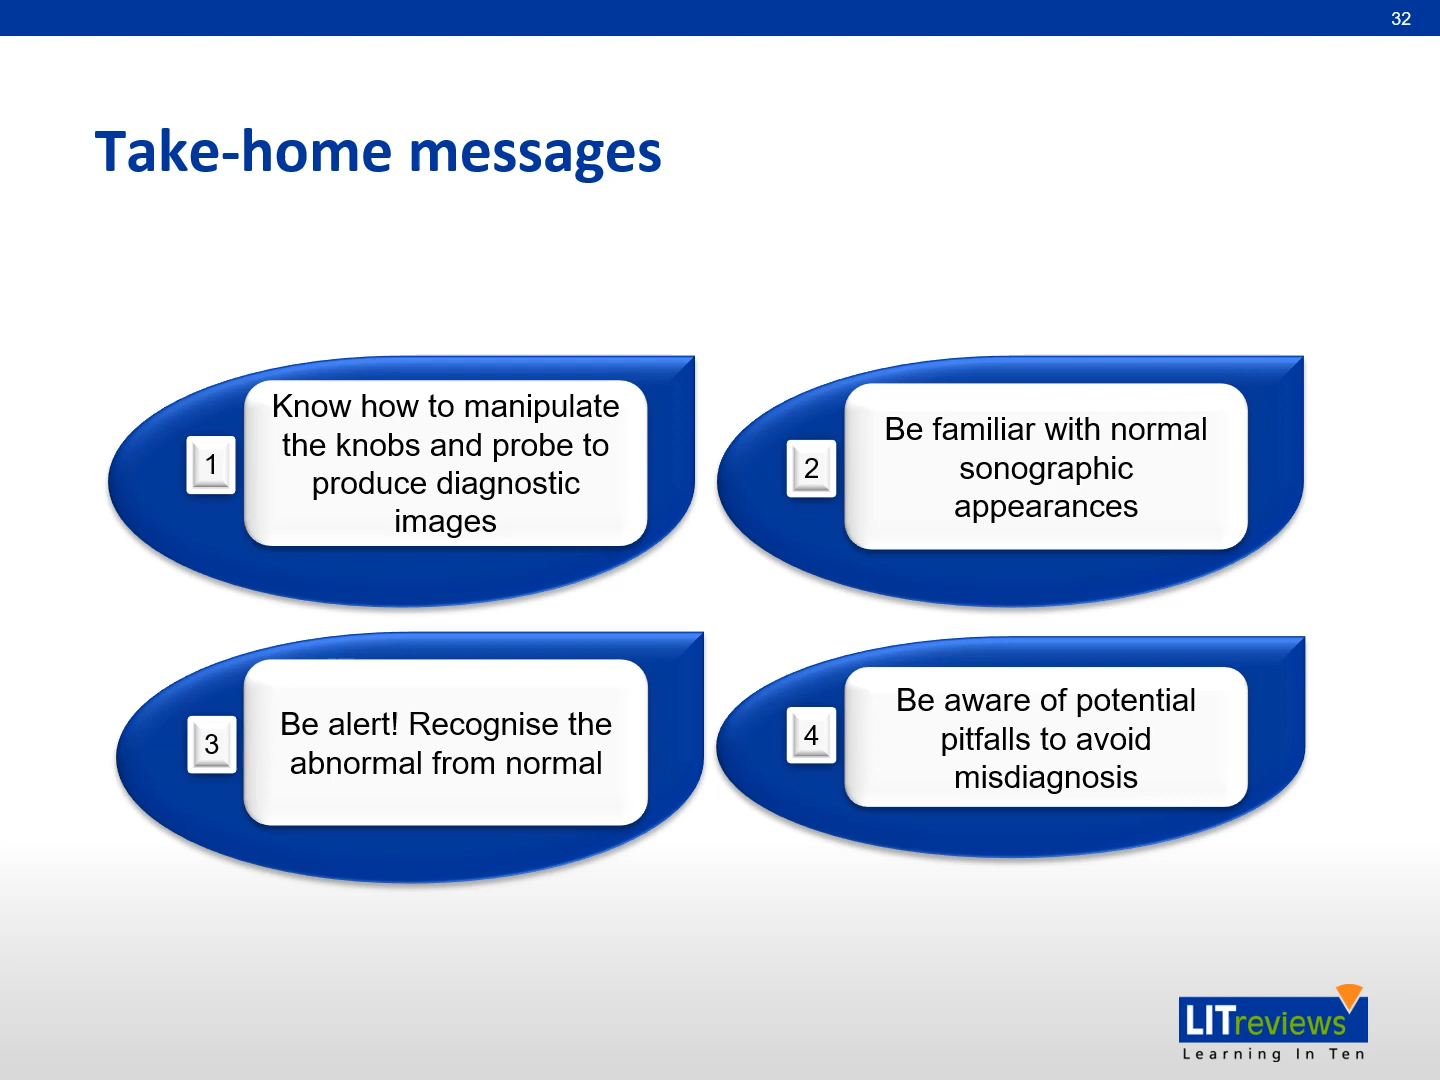 32
Take-home messages
1
Know how to manipulate
the knobs and probe to
produce diagnostic
images
2
Be familiar with normal
sonographic
appearances
3
Be alert! Recognise the
abnormal from normal
4
Be aware of potential
pitfalls to avoid
misdiagnosis
LITreviews
Learning In Ten